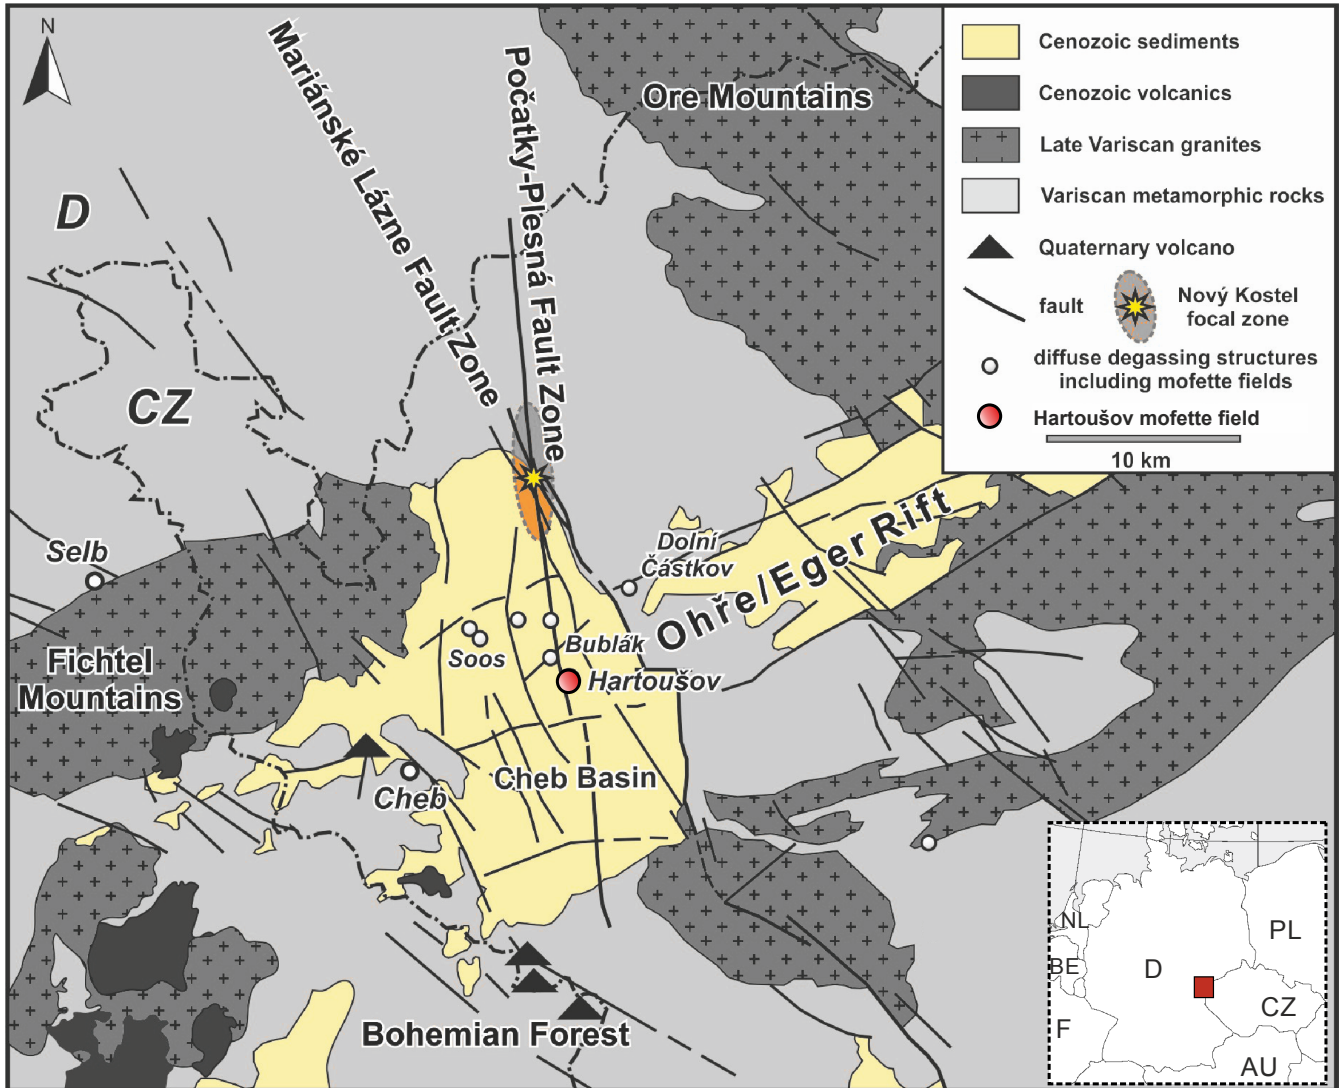 N
Mariánské Lázne Fault Zone
Počatky-Plesná Fault Zone
Ore Mountains
D
CZ
Selb
Fichtel
Mountains
Dolní
Částkov
Ohře/Eger Rift
Soos
Bublák
Hartoušov
Cheb Basin
Cheb
Bohemian Forest
Cenozoic sediments
Cenozoic volcanics
Late Variscan granites
Variscan metamorphic rocks
Quaternary volcano
fault
Nový Kostel
focal zone
diffuse degassing structures
including mofette fields
Hartoušov mofette field
10 km
NL
BE
D
PL
CZ
F
AU